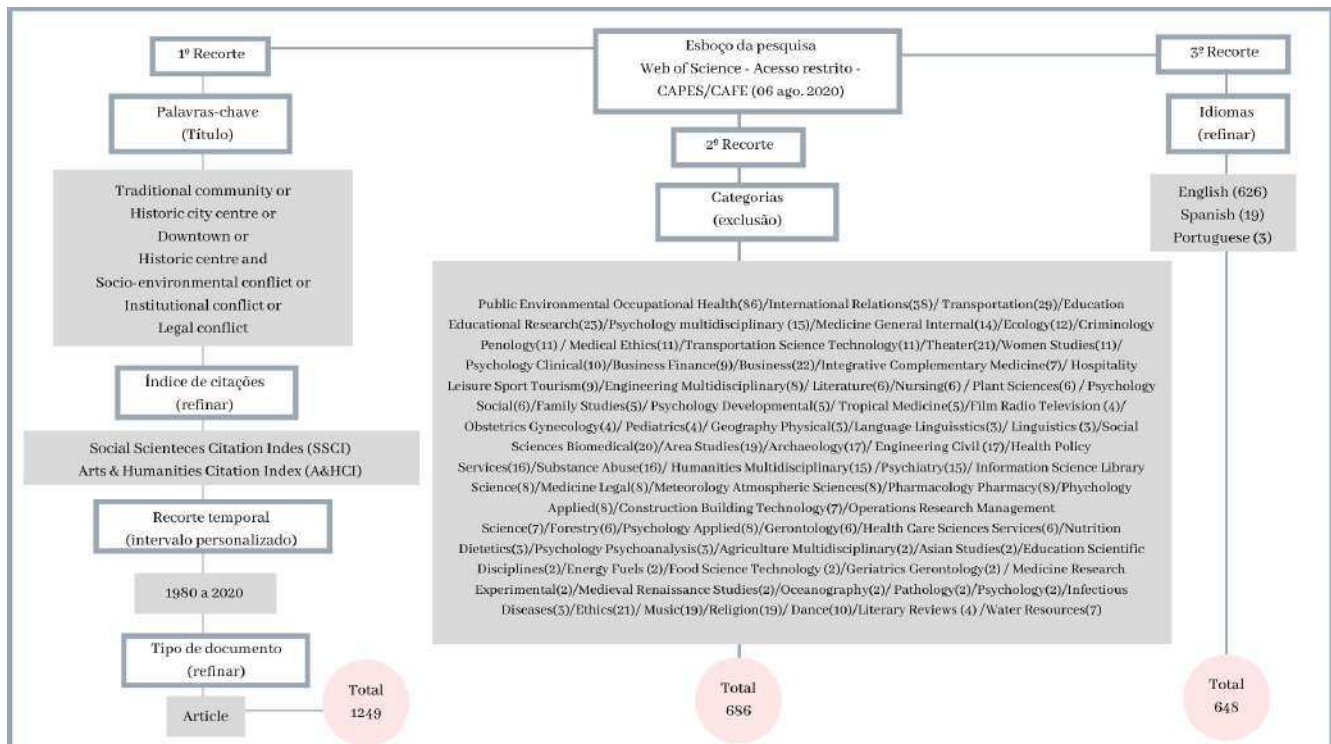 Esboço da pesquisa
Web of Science - Acesso restrito -
CAPES/CAFE (06 ago. 2020)
1º Recorte
Palavras-chave
(Título)
Traditional community or
Historic city centre or
Downtown or
Historic centre and
Socio-environmental conflict or
Institutional conflict or
Legal conflict
Índice de citações
(refinar)
Social Scienteces Citation Index (SSCI)
Arts & Humanities Citation Index (A&HCI)
Recorte temporal
(intervalo personalizado)
1980 a 2020
Tipo de documento
(refinar)
Article
Total
1249
2º Recorte
Categorias
(exclusão)
Public Environmental Occupational Health(86)/International Relations(38)/ Transportation(29)/Education
Educational Research(23)/Psychology multidisciplinary (13)/Medicine General Internal(14)/Ecology(12)/Criminology
Penology(11) / Medical Ethics(11)/Transportation Science Technology(11)/Theater(21)/Women Studies(11)/
Psychology Clinical(10)/Business Finance(9)/Business(22)/Integrative Complementary Medicine(7)/ Hospitality
Leisure Sport Tourism(9)/Engineering Multidisciplinary(8)/ Literature(6)/Nursing(6) / Plant Sciences(6) / Psychology
Social(6)/Family Studies(5)/ Psychology Developmental(5)/ Tropical Medicine(5)/Film Radio Television (4)/
Obstetrics Gynecology(4)/ Pediatrics(4)/ Geography Physical(3)/Language Linguisstics(3)/ Linguistics (3)/Social
Sciences Biomedical(20)/Area Studies(19)/Archaeology(17)/ Engineering Civil (17)/Health Policy
Services(16)/Substance Abuse(16)/ Humanities Multidisciplinary(15) /Psychiatry(15)/ Information Science Library
Science(8)/Medicine Legal(8)/Meteorology Atmospheric Sciences(8)/Pharmacology Pharmacy(8)/Phychology
Applied(8)/Construction Building Technology(7)/Operations Research Management
Science(7)/Forestry(6)/Psychology Applied(8)/Gerontology(6)/Health Care Sciences Services(6)/Nutrition
Dietetics(3)/Psychology Psychoanalysis(3)/Agriculture Multidisciplinary(2)/Asian Studies(2)/Education Scientific
Disciplines(2)/Energy Fuels (2)/Food Science Technology (2)/Geriatrics Gerontology(2) / Medicine Research
Experimental(2)/Medieval Renaissance Studies(2)/Oceanography(2)/ Pathology(2)/Psychology(2)/Infectious
Diseases(3)/Ethics(21)/ Music(19)/Religion(19)/ Dance(10)/Literary Reviews (4) /Water Resources(7)
Total
686
3º Recorte
Idiomas
(refinar)
English (626)
Spanish (19)
Portuguese (3)
Total
648